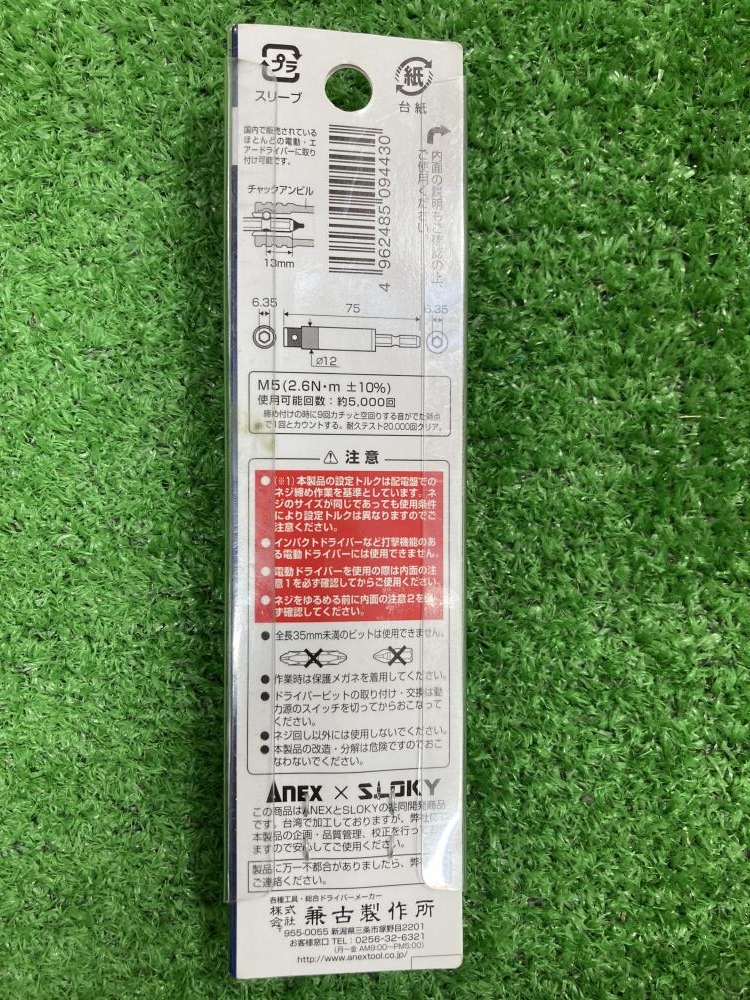 プラ
スリーブ
紙
台紙
国内で販売されている
ほとんどの電動・エ
アードライバーに取り
付け可能です。
チャックアンビル
13mm
4 962485 094430
内面の説明もご確認の上、
ご使用ください。
6.35
75
6.35
ø12
M5(2.6N・m ±10%)
使用可能回数：約5,000回
締め付けの時に9回カチッと空回りする音がでた時点
で1回とカウントする。耐久テスト20,000回クリア。
注意
● (※1)本製品の設定トルクは配電盤での
ネジ締め作業を基準としています。ネ
ジのサイズが同じであっても使用条件
により設定トルクは異なりますのでご
注意ください。
● インパクトドライバーなど打撃機能のあ
る電動ドライバーには使用できません。
● 電動ドライバーを使用の際は内面の注
意1を必ず確認してからご使用ください。
● ネジをゆるめる前に内面の注意2を必
ず確認してください。
● 全長35mm未満のビットは使用できません。
● 作業時は保護メガネを着用してください。
● ドライバービットの取り付け・交換は動
力源のスイッチを切ってからおこなって
ください。
● ネジ回し以外には使用しないでください。
● 本製品の改造・分解は危険ですのでおこ
なわないでください。
ANEX × SLOKY
この商品はANEXとSLOKYの共同開発商品
です。台湾で加工しておりますが、弊社にて
本製品の企画・品質管理、校正を行っており
ますので安心してご使用ください。
製品に万一不都合がありましたら、弊社
ご連絡ください。
各種工具・総合ドライバーメーカー
株式会社 兼古製作所
955-0055 新潟県三条市塚野目2201
お客様窓口 TEL：0256-32-6321
(月～金 AM9:00～PM5:00)
http://www.anextool.co.jp/